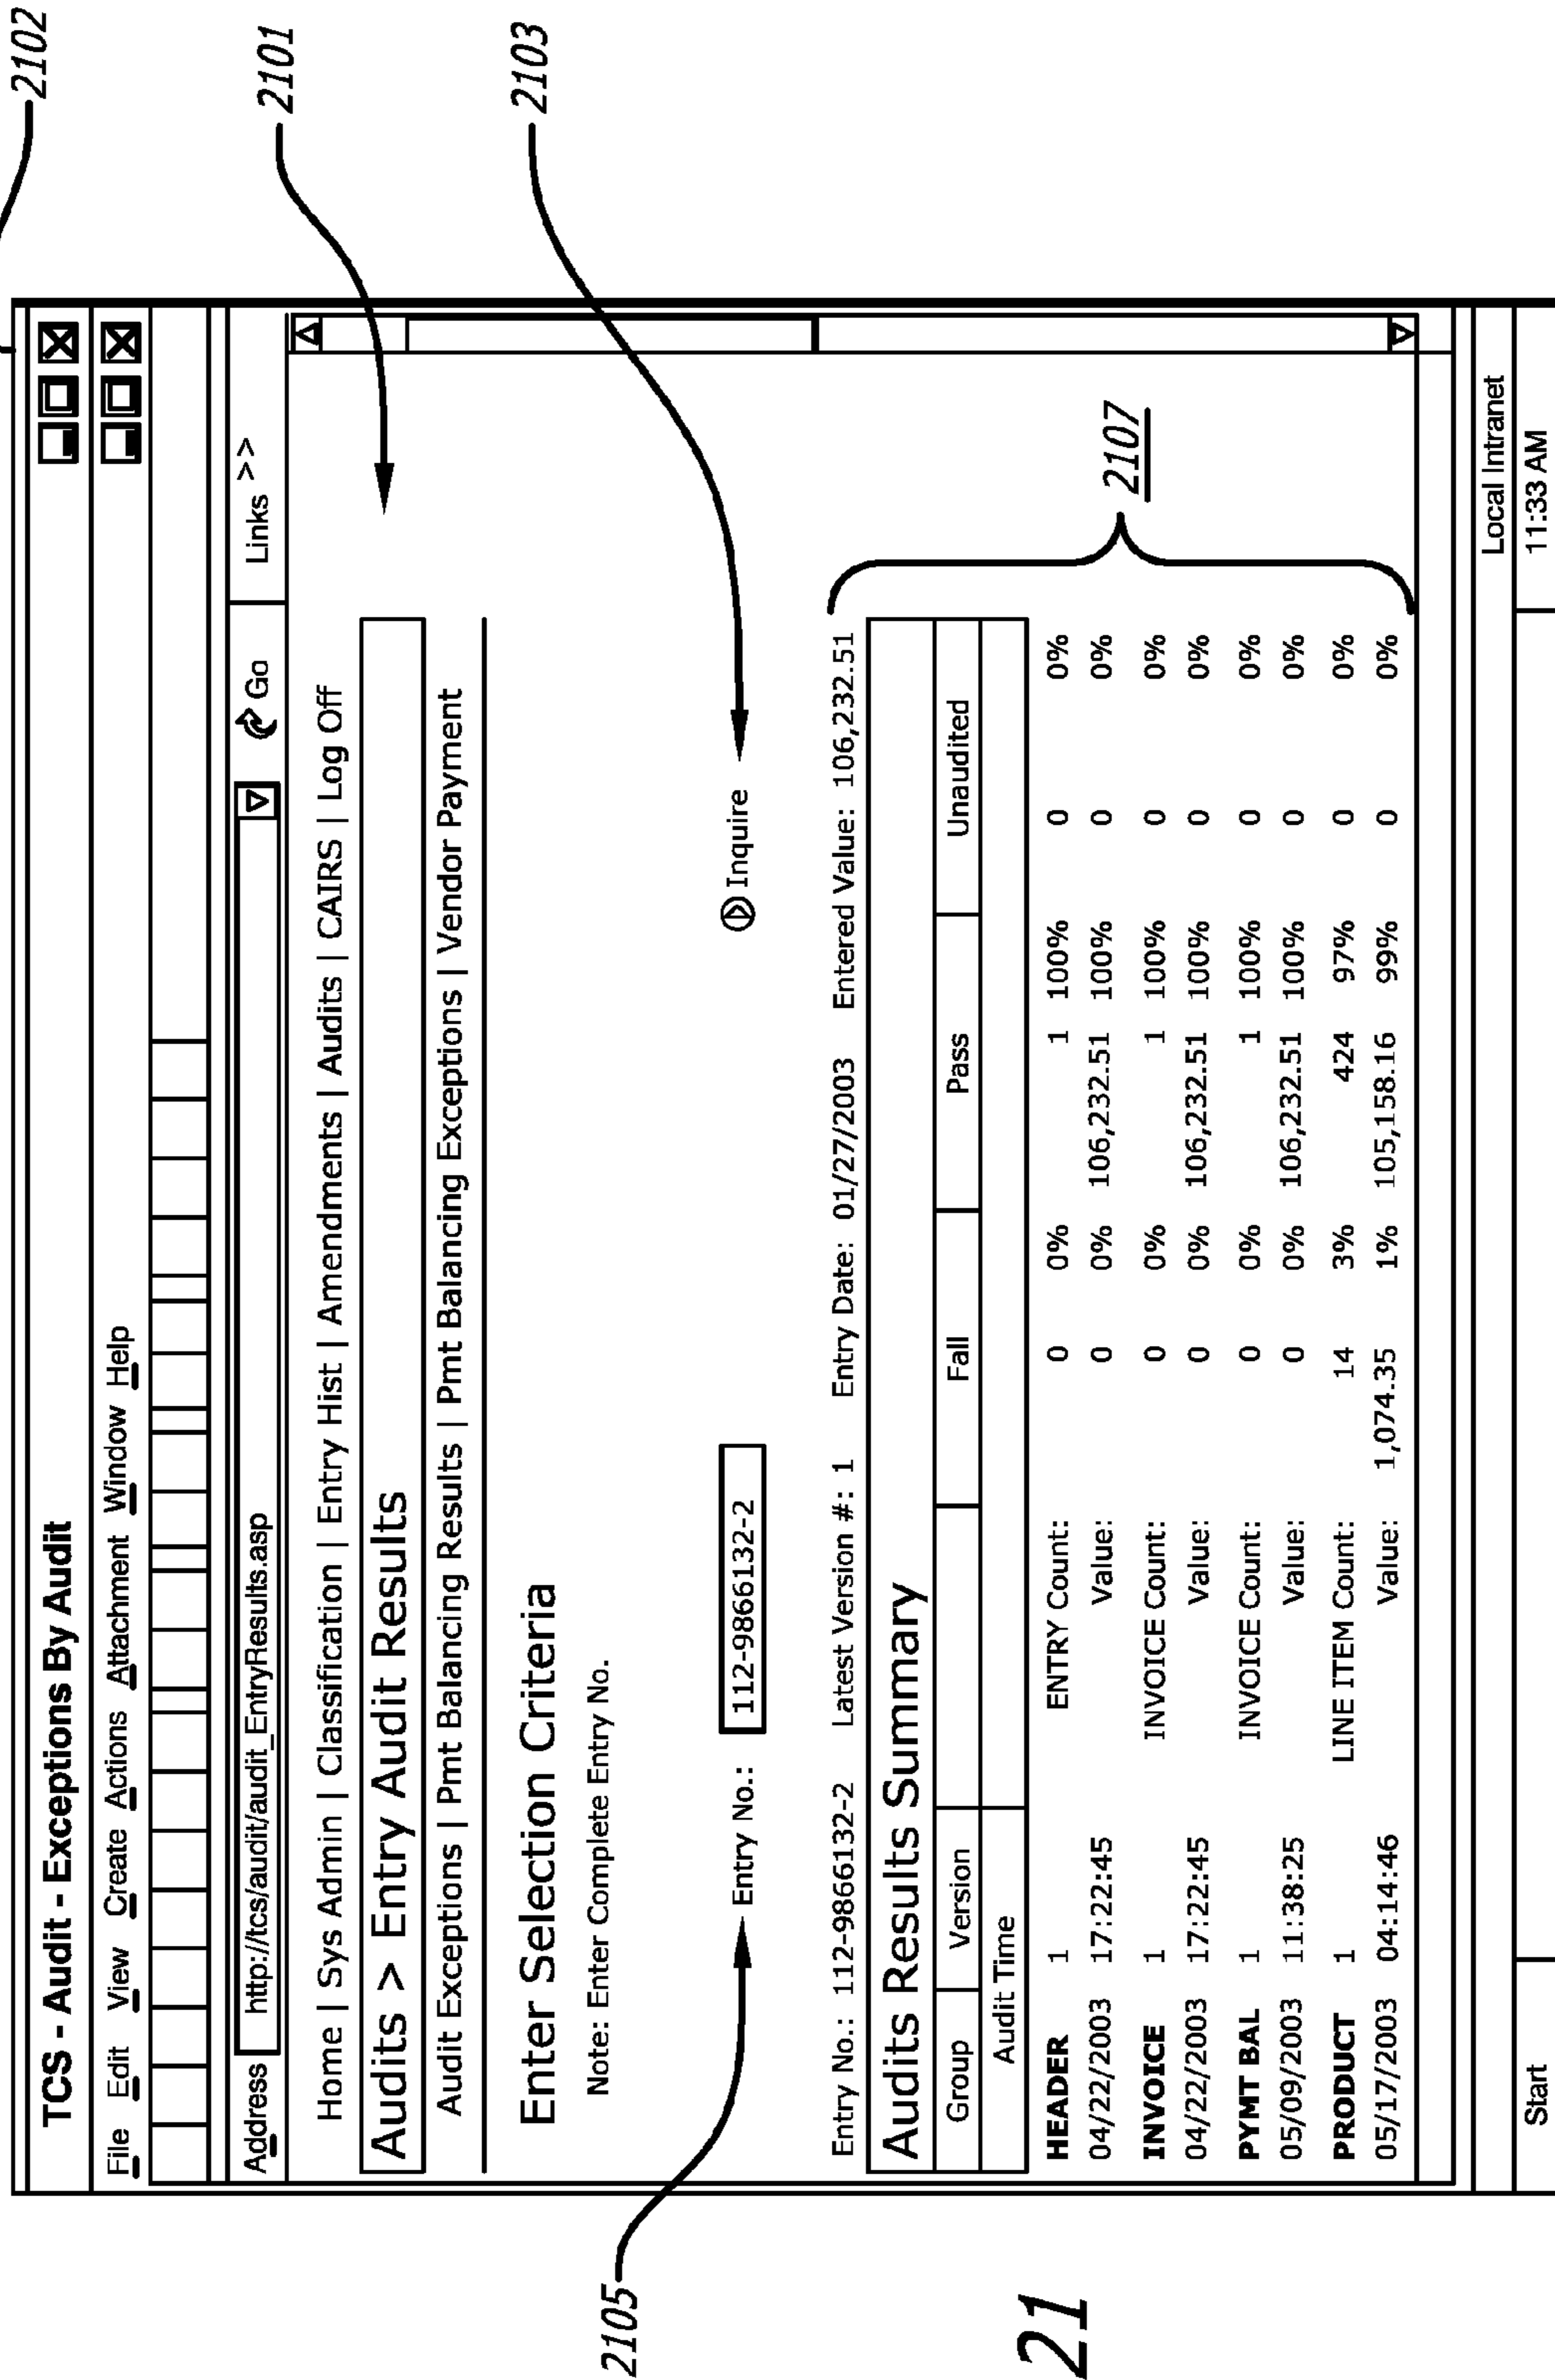 2102
TCS - Audit - Exceptions By Audit
File Edit View Create Actions Attachment Window Help
Address http://tcs/audit/audit_EntryResults.asp Go Links >>
2101
Home | Sys Admin | Classification | Entry Hist | Amendments | Audits | CAIRS | Log Off
Audits > Entry Audit Results
Audit Exceptions | Pmt Balancing Results | Pmt Balancing Exceptions | Vendor Payment
2103
Enter Selection Criteria
Note: Enter Complete Entry No.
2105
Entry No.: 112-9866132-2 Inquire
Entry No.: 112-9866132-2 Latest Version #: 1 Entry Date: 01/27/2003 Entered Value: 106,232.51
Audits Results Summary
Group Version Fall Pass Unaudited
Audit Time
2107
HEADER 1 ENTRY Count: 0 0% 1 100% 0 0%
04/22/2003 17:22:45 Value: 0 0% 106,232.51 100% 0 0%
INVOICE 1 INVOICE Count: 0 0% 1 100% 0 0%
04/22/2003 17:22:45 Value: 0 0% 106,232.51 100% 0 0%
PYMT BAL 1 INVOICE Count: 0 0% 1 100% 0 0%
05/09/2003 11:38:25 Value: 0 0% 106,232.51 100% 0 0%
PRODUCT 1 LINE ITEM Count: 14 3% 424 97% 0 0%
05/17/2003 04:14:46 Value: 1,074.35 1% 105,158.16 99% 0 0%
Local Intranet
Start 11:33 AM
21